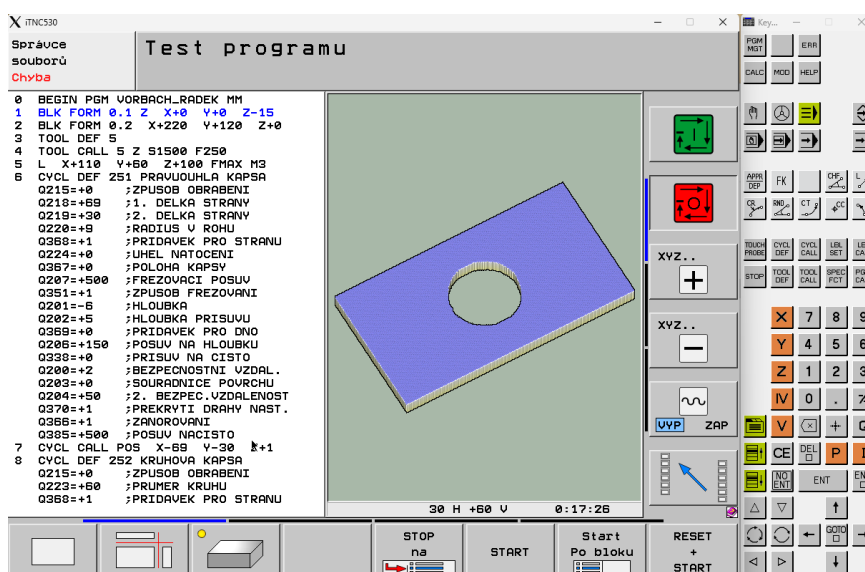 iTNC530
Správce
souborů
Chyba
Test programu
0 BEGIN PGM VORBACH_RADEK MM
1 BLK FORM 0.1 Z X+0 Y+0 Z-15
2 BLK FORM 0.2 X+220 Y+120 Z+0
3 TOOL DEF 5
4 TOOL CALL 5 Z S1500 F250
5 L X+110 Y+60 Z+100 FMAX M3
6 CYCL DEF 251 PRAVOUUHLA KAPSA
Q215=+0 ;ZPUSOB OBRABENI
Q218=+69 ;1. DELKA STRANY
Q219=+30 ;2. DELKA STRANY
Q220=+9 ;RADIUS V ROHU
Q368=+1 ;PRIDAVEK PRO STRANU
Q224=+0 ;UHEL NATOCENI
Q367=+0 ;POLOHA KAPSY
Q207=+500 ;FREZOVACI POSUV
Q351=+1 ;ZPUSOB FREZOVANI
Q201=-6 ;HLOUBKA
Q202=+5 ;HLOUBKA PRISUVU
Q369=+0 ;PRIDAVEK PRO DNO
Q206=+150 ;POSUV NA HLOUBKU
Q338=+0 ;PRISUV NA CISTO
Q200=+2 ;BEZPECNOSTNI VZDAL.
Q203=+0 ;SOURADNICE POVRCHU
Q204=+50 ;2. BEZPEC.VZDALENOST
Q370=+1 ;PREKRYTI DRAHY NAST.
Q366=+1 ;ZANOROVANI
Q385=+500 ;POSUV NACISTO
7 CYCL CALL POS X-69 Y-30 +1
8 CYCL DEF 252 KRUHOVA KAPSA
Q215=+0 ;ZPUSOB OBRABENI
Q223=+60 ;PRUMER KRUHU
Q368=+1 ;PRIDAVEK PRO STRANU
30 H +60 V 0:17:26
XYZ..
+
XYZ..
VYP ZAP
STOP
na
START
Start
Po bloku
RESET
+
START
Key...
PGM MGT ERR
CALC MOD HELP
APPR DEP FK CHF L
CR RND CT CC
TOUCH PROBE CYCL DEF CYCL CALL LBL SET
STOP TOOL DEF TOOL CALL SPEC FCT
X 7 8 9
Y 4 5 6
Z 1 2 3
IV 0 .
V +
CE DEL P I
NO ENT ENT
GOTO